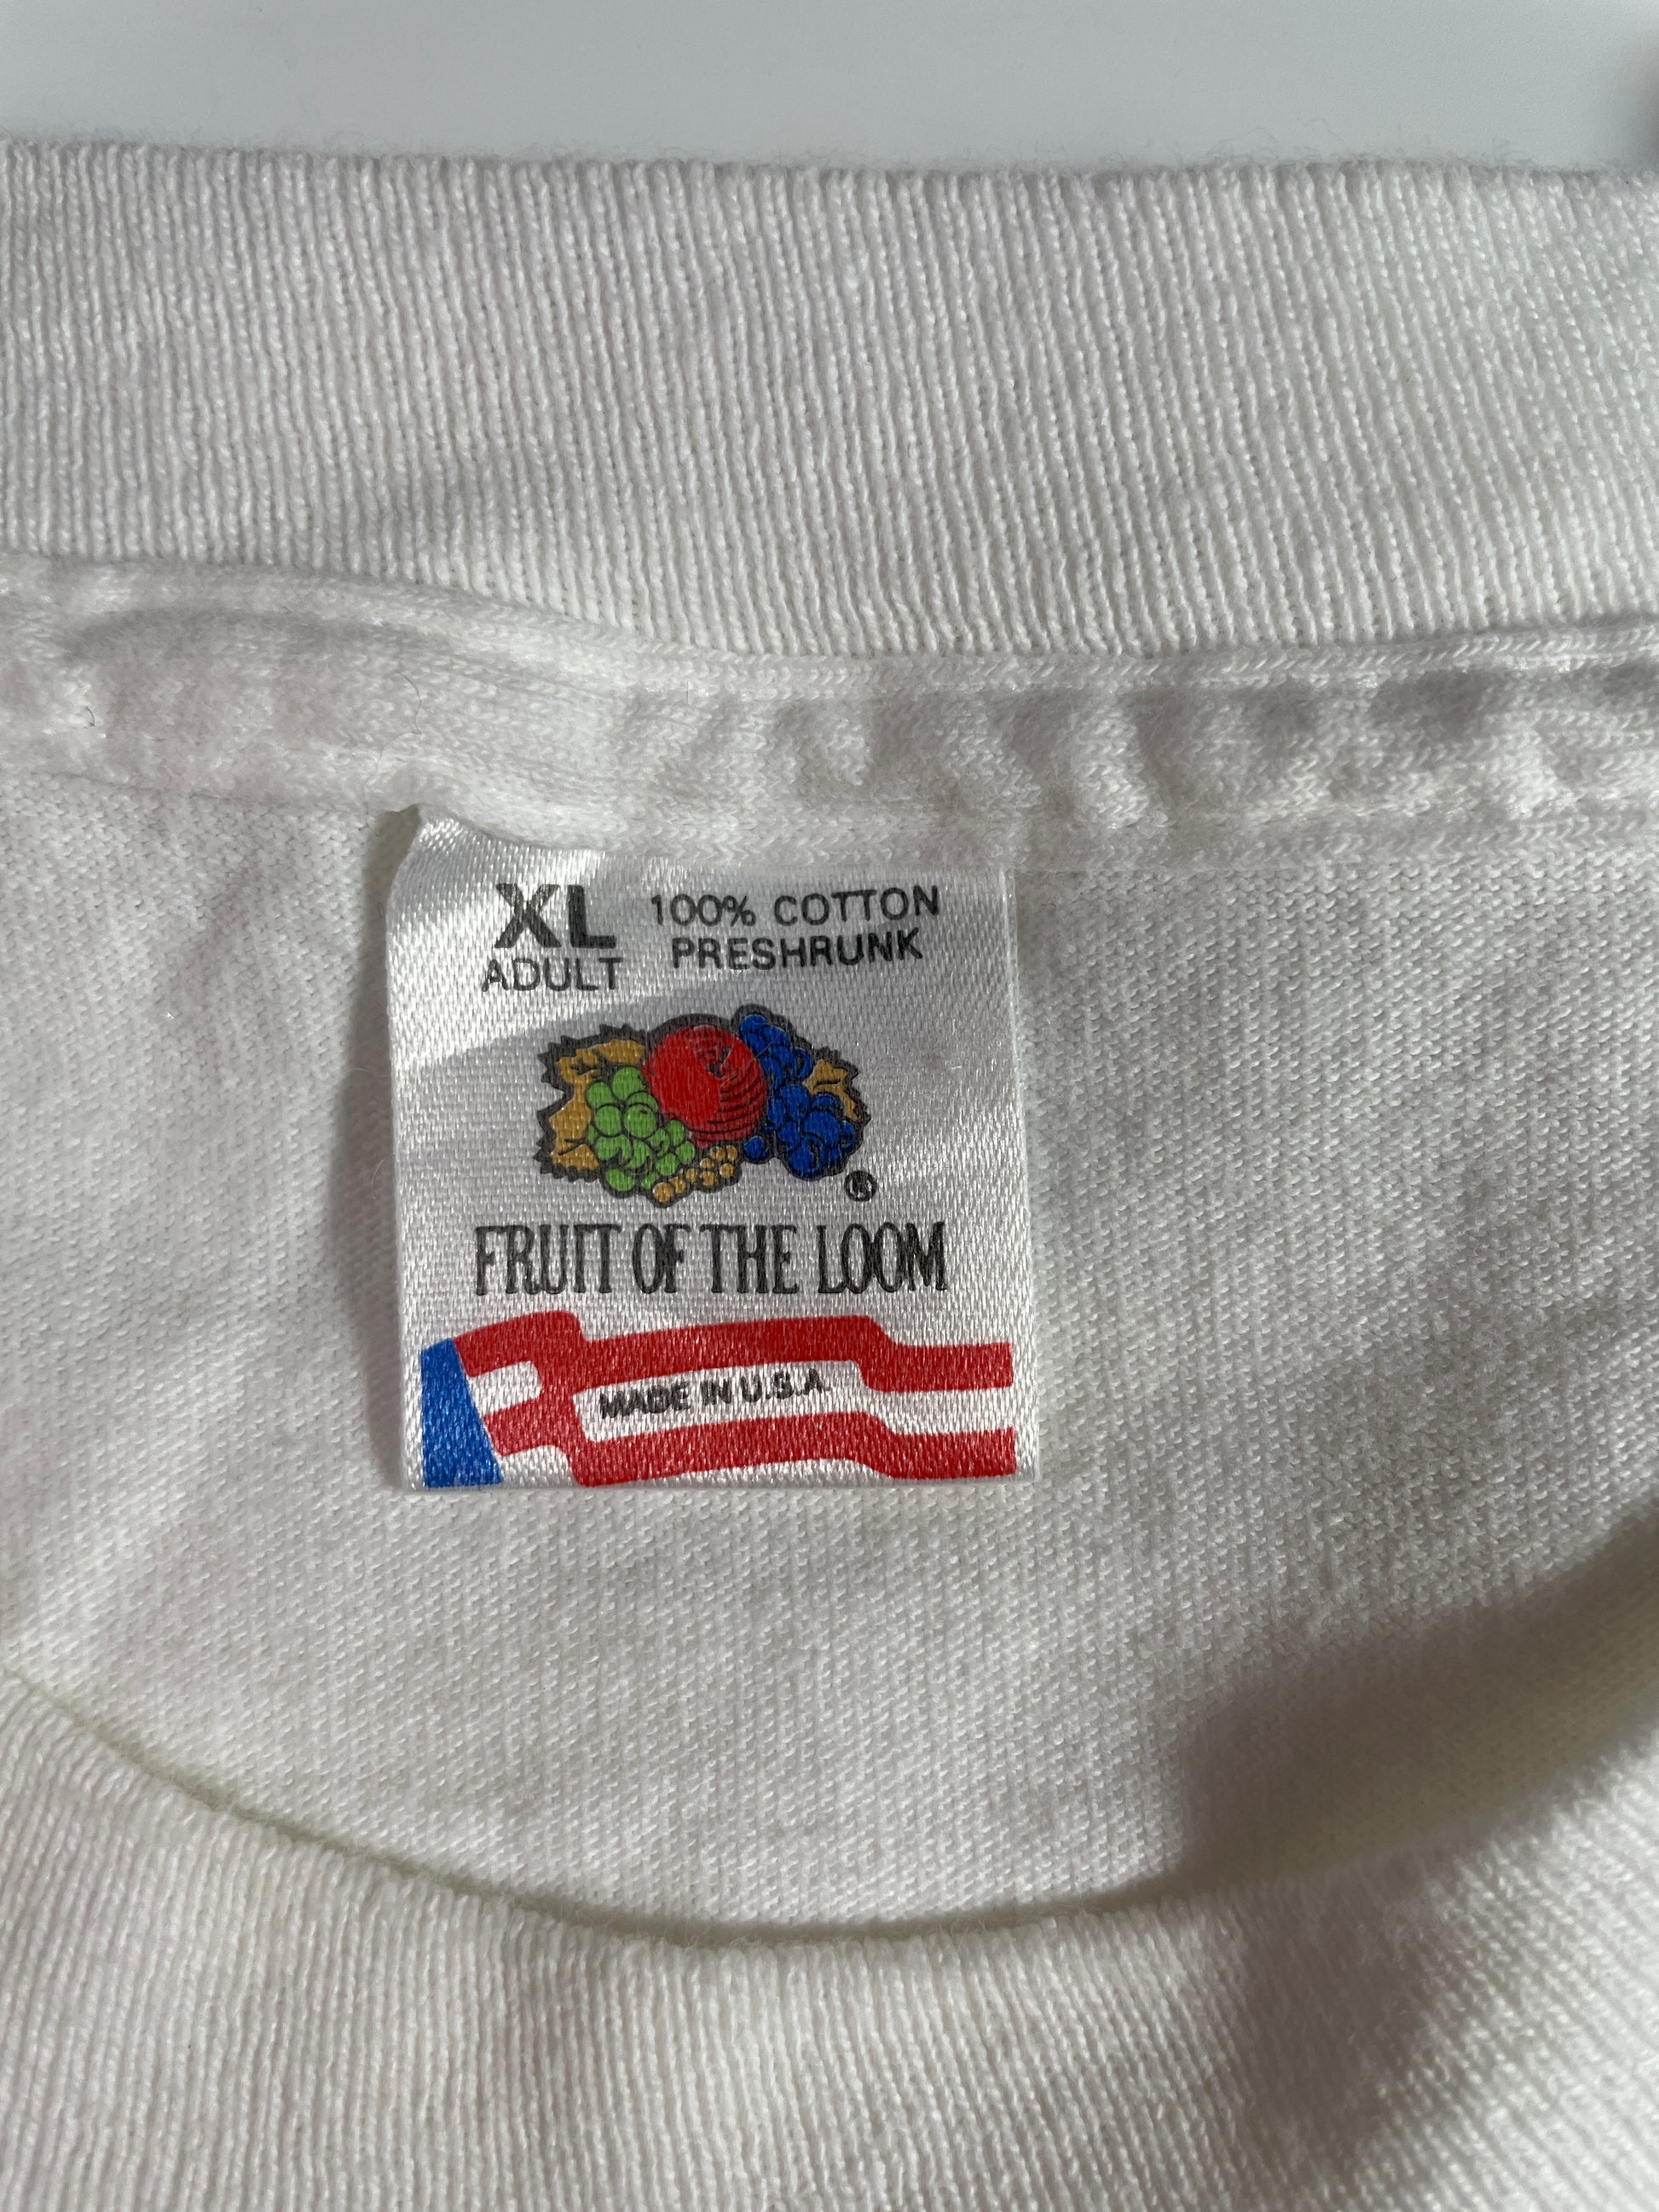 XL 100% COTTON
ADULT PRESHRUNK
®
FRUIT OF THE LOOM
MADE IN U.S.A.